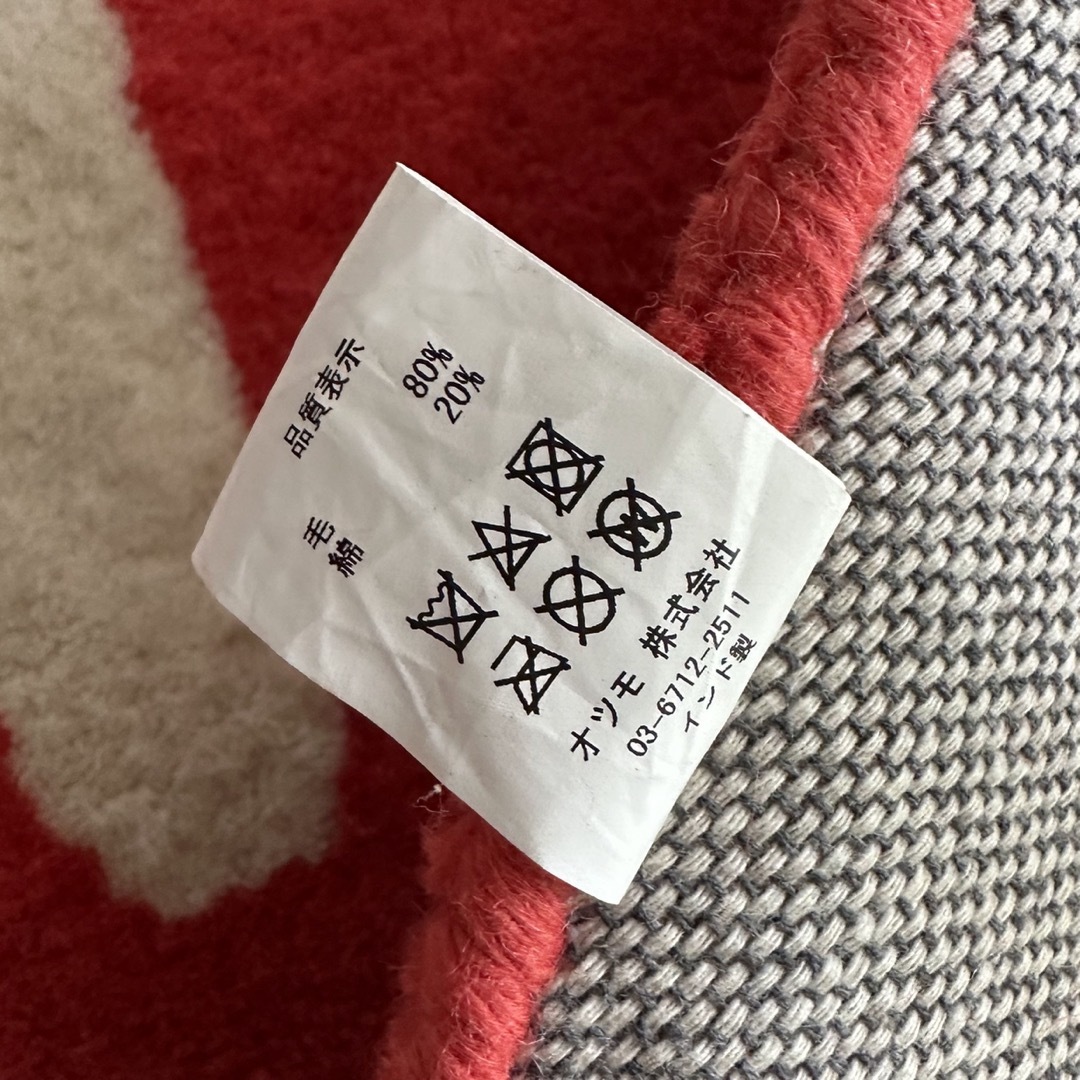 品質表示
毛 80%
綿 20%
オツモ 株式会社
03-6712-2511
インド製